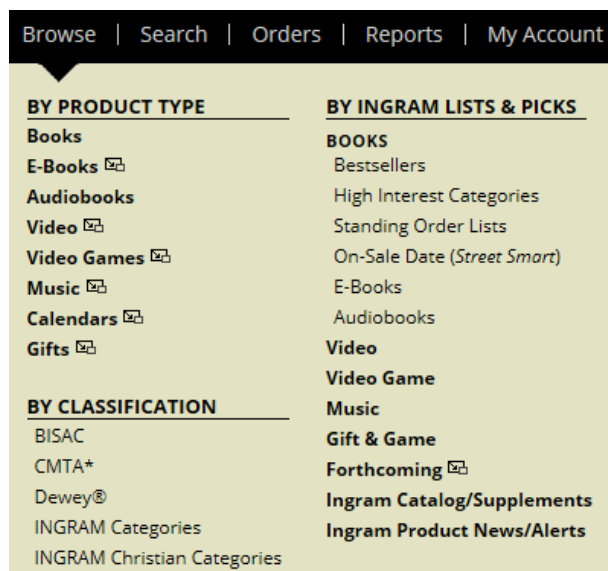 Browse | Search | Orders | Reports | My Account
BY PRODUCT TYPE
Books
E-Books
Audiobooks
Video
Video Games
Music
Calendars
Gifts
BY CLASSIFICATION
BISAC
CMTA*
Dewey®
INGRAM Categories
INGRAM Christian Categories
BY INGRAM LISTS & PICKS
BOOKS
Bestsellers
High Interest Categories
Standing Order Lists
On-Sale Date (Street Smart)
E-Books
Audiobooks
Video
Video Game
Music
Gift & Game
Forthcoming
Ingram Catalog/Supplements
Ingram Product News/Alerts